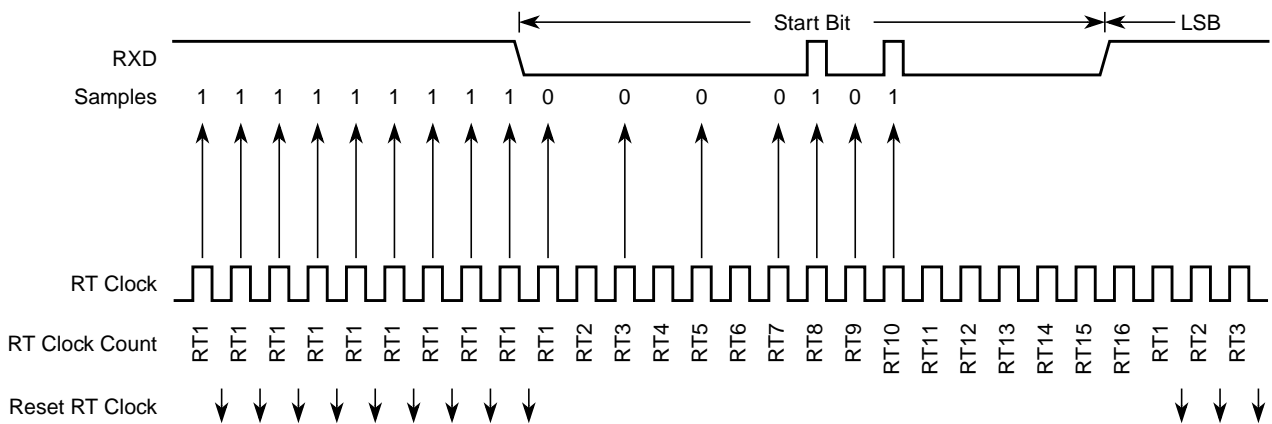 Start Bit LSB
RXD
Samples 1 1 1 1 1 1 1 1 1 0 0 0 0 1 0 1
RT Clock
RT Clock Count RT1 RT1 RT1 RT1 RT1 RT1 RT1 RT1 RT1 RT1 RT2 RT3 RT4 RT5 RT6 RT7 RT8 RT9 RT10 RT11 RT12 RT13 RT14 RT15 RT16 RT1 RT2 RT3
Reset RT Clock